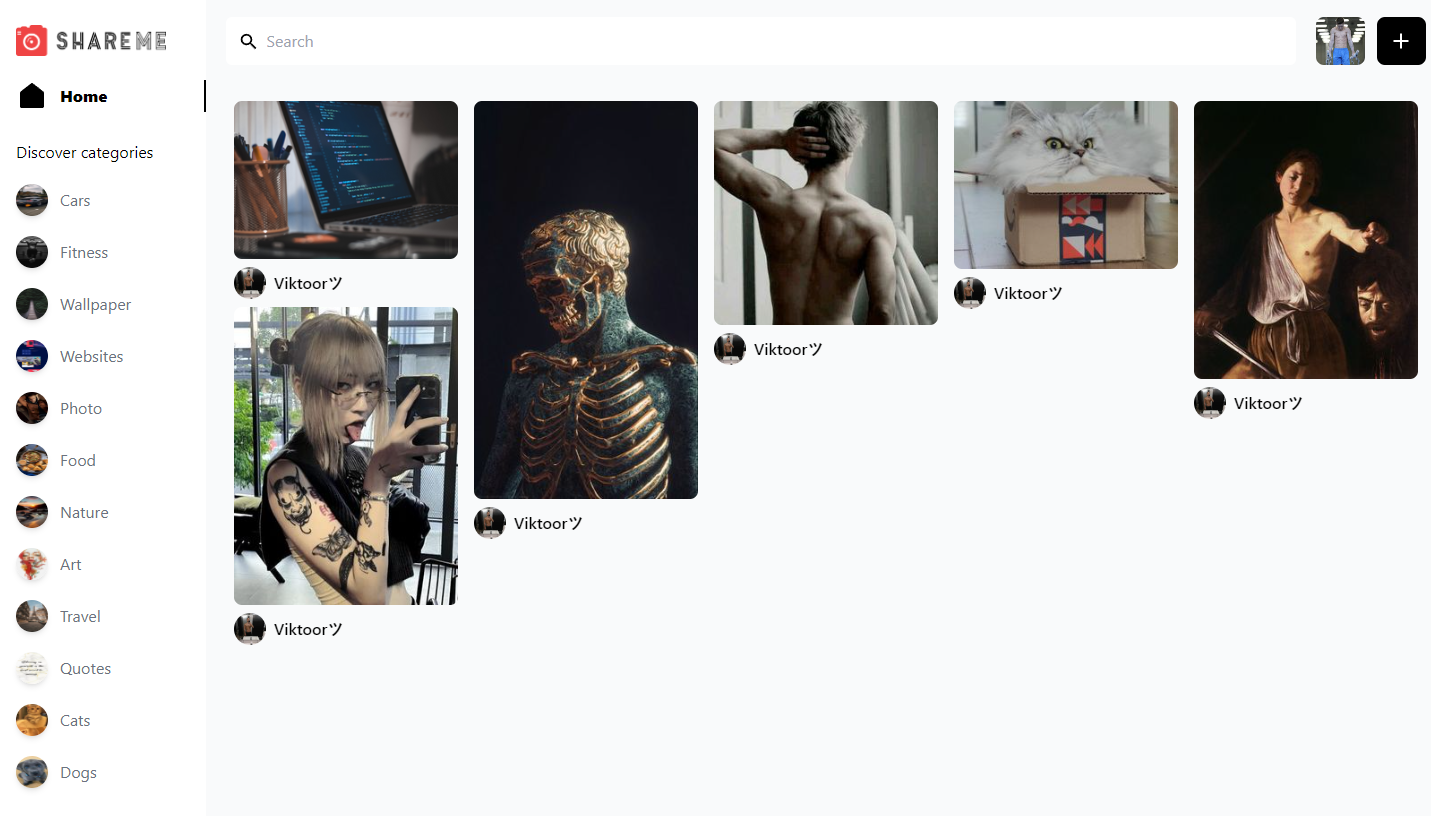 SHAREME
Search
Home
Discover categories
Cars
Fitness
Wallpaper
Websites
Photo
Food
Nature
Art
Travel
Quotes
Cats
Dogs
Viktoorツ
Viktoorツ
Viktoorツ
Viktoorツ
Viktoorツ
Viktoorツ